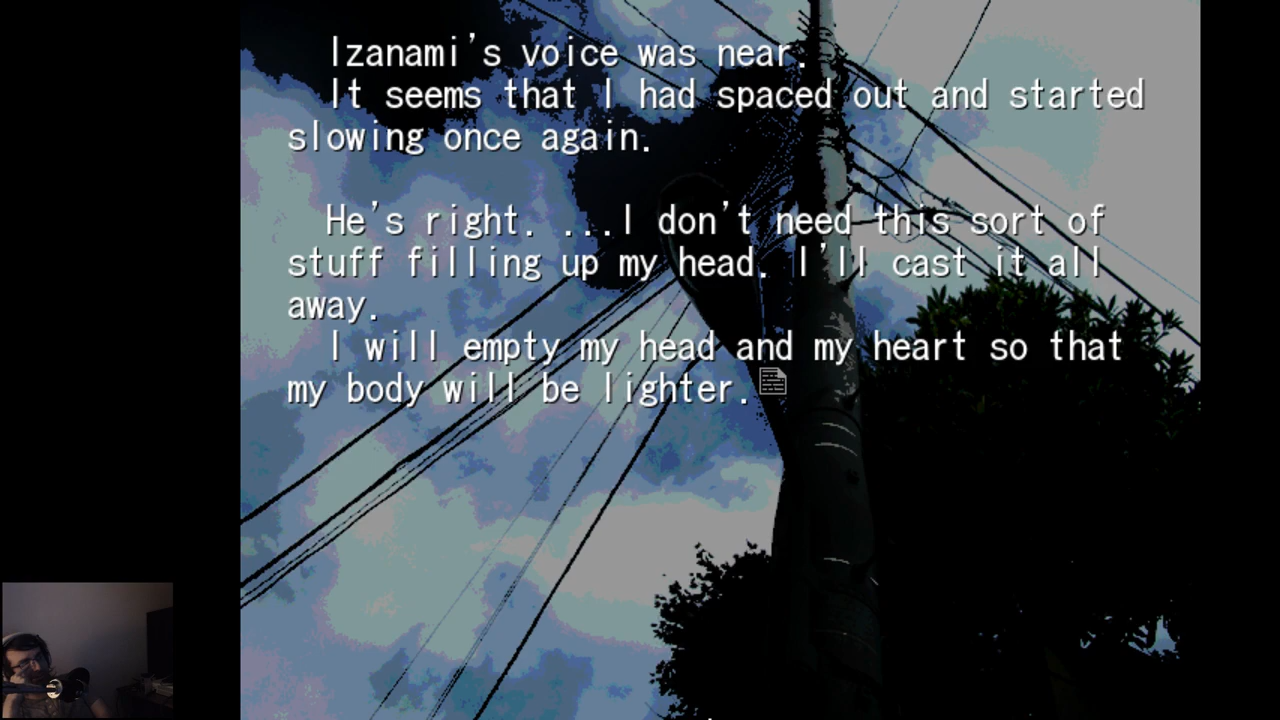 Izanami's voice was near.
It seems that I had spaced out and started
slowing once again.
He's right. ...I don't need this sort of
stuff filling up my head. I'll cast it all
away.
I will empty my head and my heart so that
my body will be lighter.